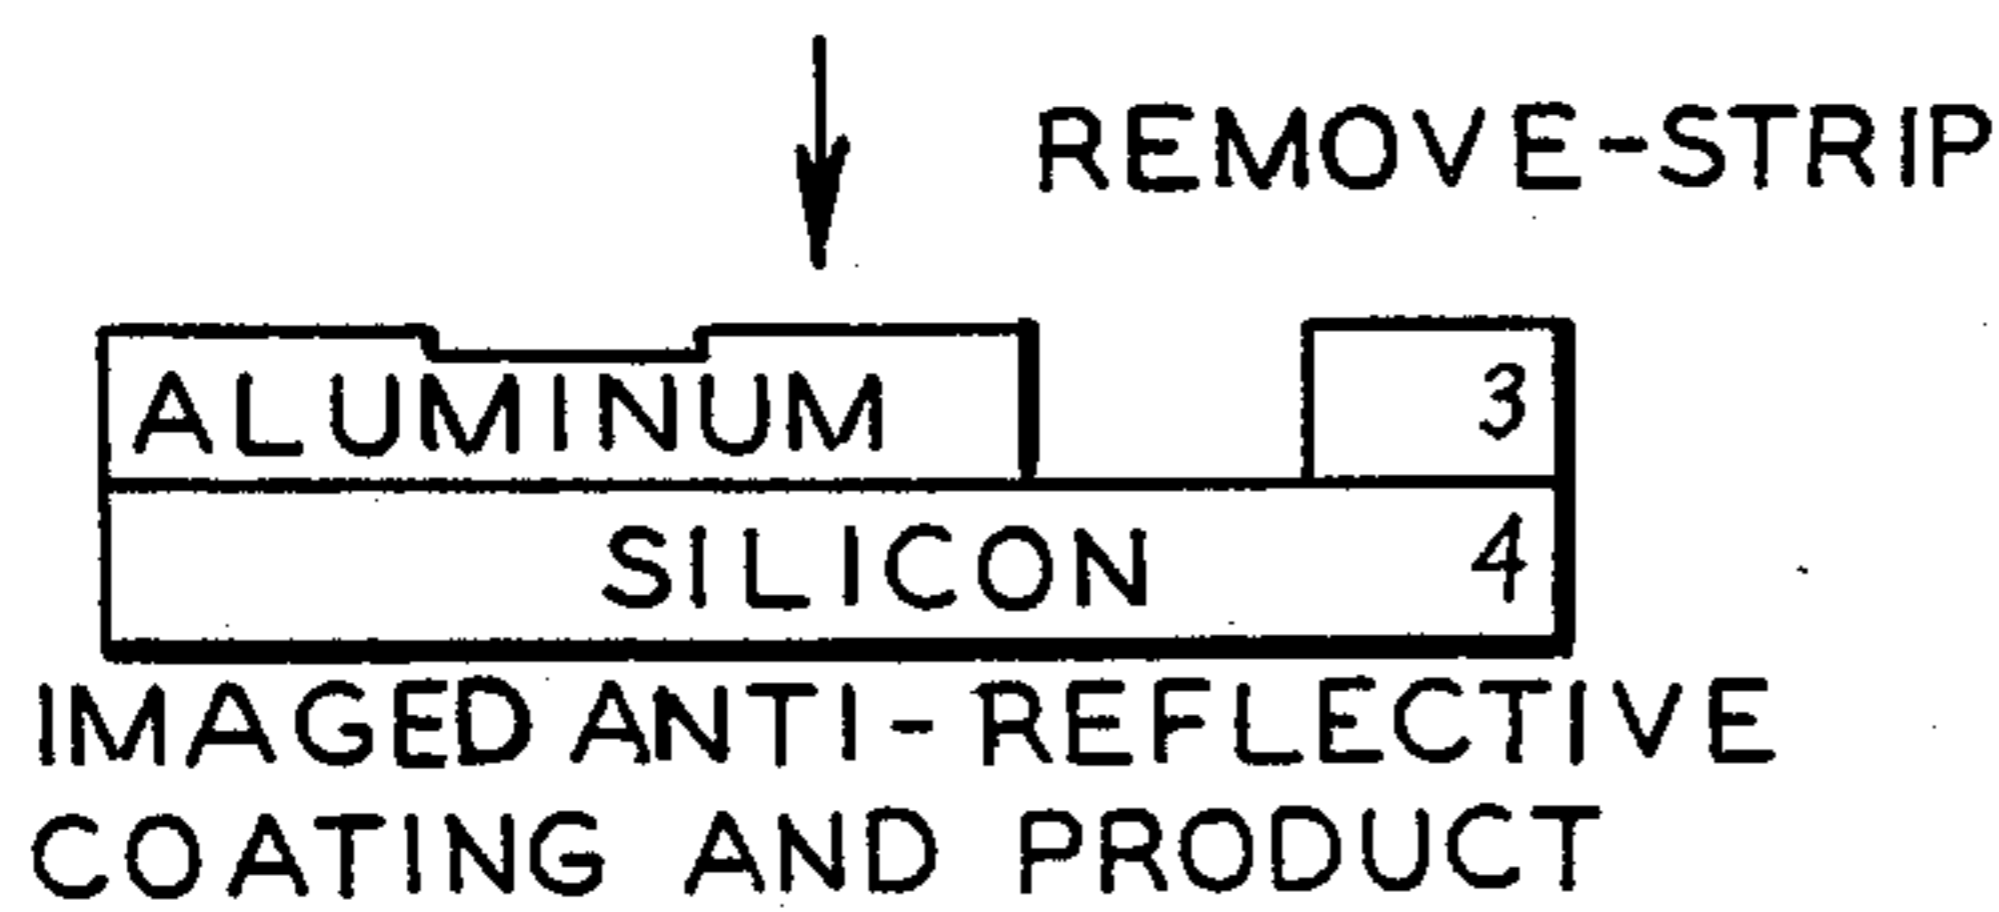 REMOVE-STRIP
ALUMINUM 3
SILICON 4
IMAGED ANTI-REFLECTIVE
COATING AND PRODUCT